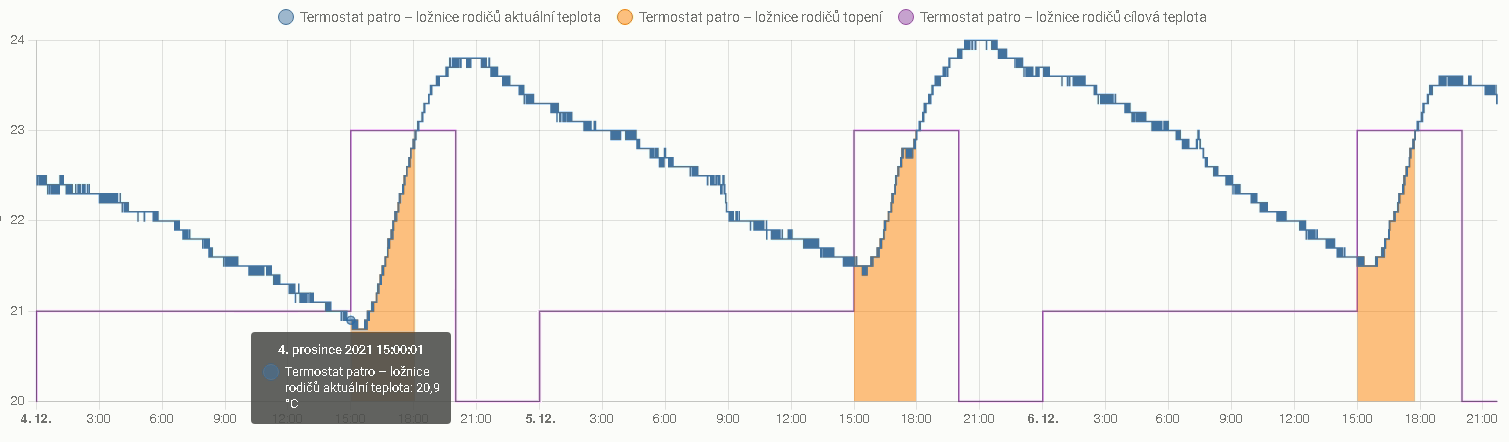 Termostat patro – ložnice rodičů aktuální teplota Termostat patro – ložnice rodičů topení Termostat patro – ložnice rodičů cílová teplota
24
23
22
21
20
4. prosince 2021 15:00:01
Termostat patro – ložnice
rodičů aktuální teplota: 20,9
°C
4. 12. 3:00 6:00 9:00 12:00 15:00 18:00 21:00 5. 12. 3:00 6:00 9:00 12:00 15:00 18:00 21:00 6. 12. 3:00 6:00 9:00 12:00 15:00 18:00 21:00